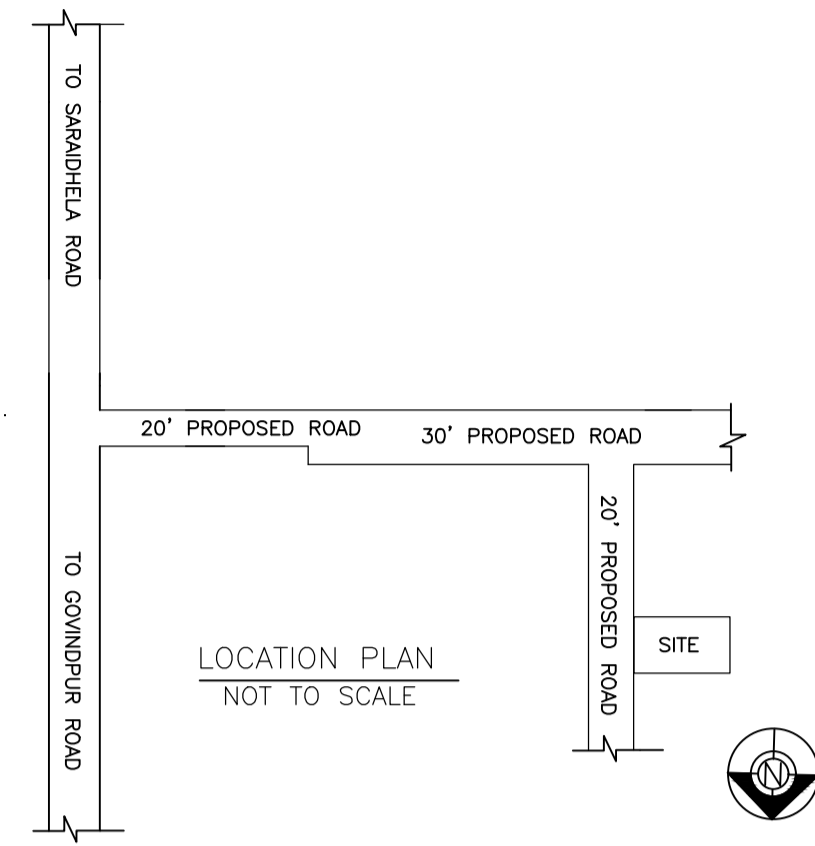 TO SARAIDHELA ROAD
20' PROPOSED ROAD
30' PROPOSED ROAD
20' PROPOSED ROAD
TO GOVINDPUR ROAD
SITE
LOCATION PLAN
NOT TO SCALE
N